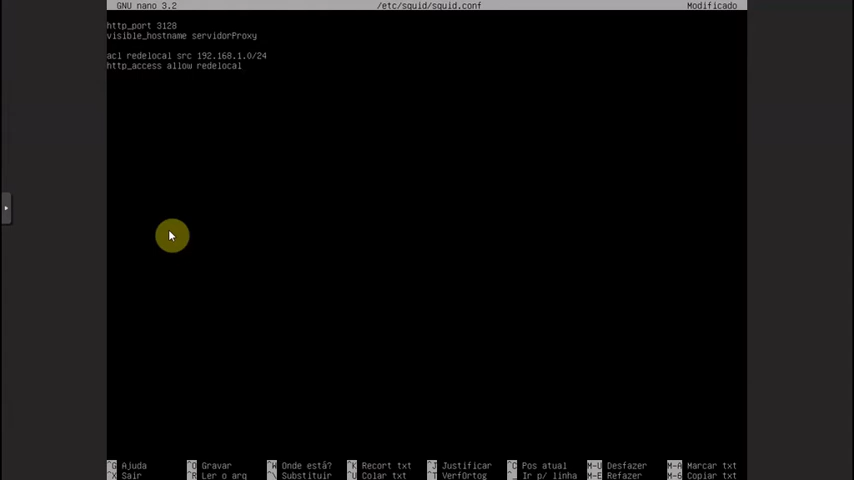 GNU nano 3.2 /etc/squid/squid.conf Modificado
http_port 3128
visible_hostname servidorProxy
acl redelocal src 192.168.1.0/24
http_access allow redelocal
^G Ajuda ^O Gravar ^W Onde está? ^K Recort txt ^J Justificar ^C Pos atual M-U Desfazer M-A Marcar txt
^X Sair ^R Ler o arq ^\ Substituir ^U Colar txt ^T VerfOrtog ^_ Ir p/ linha M-E Refazer M-6 Copiar txt